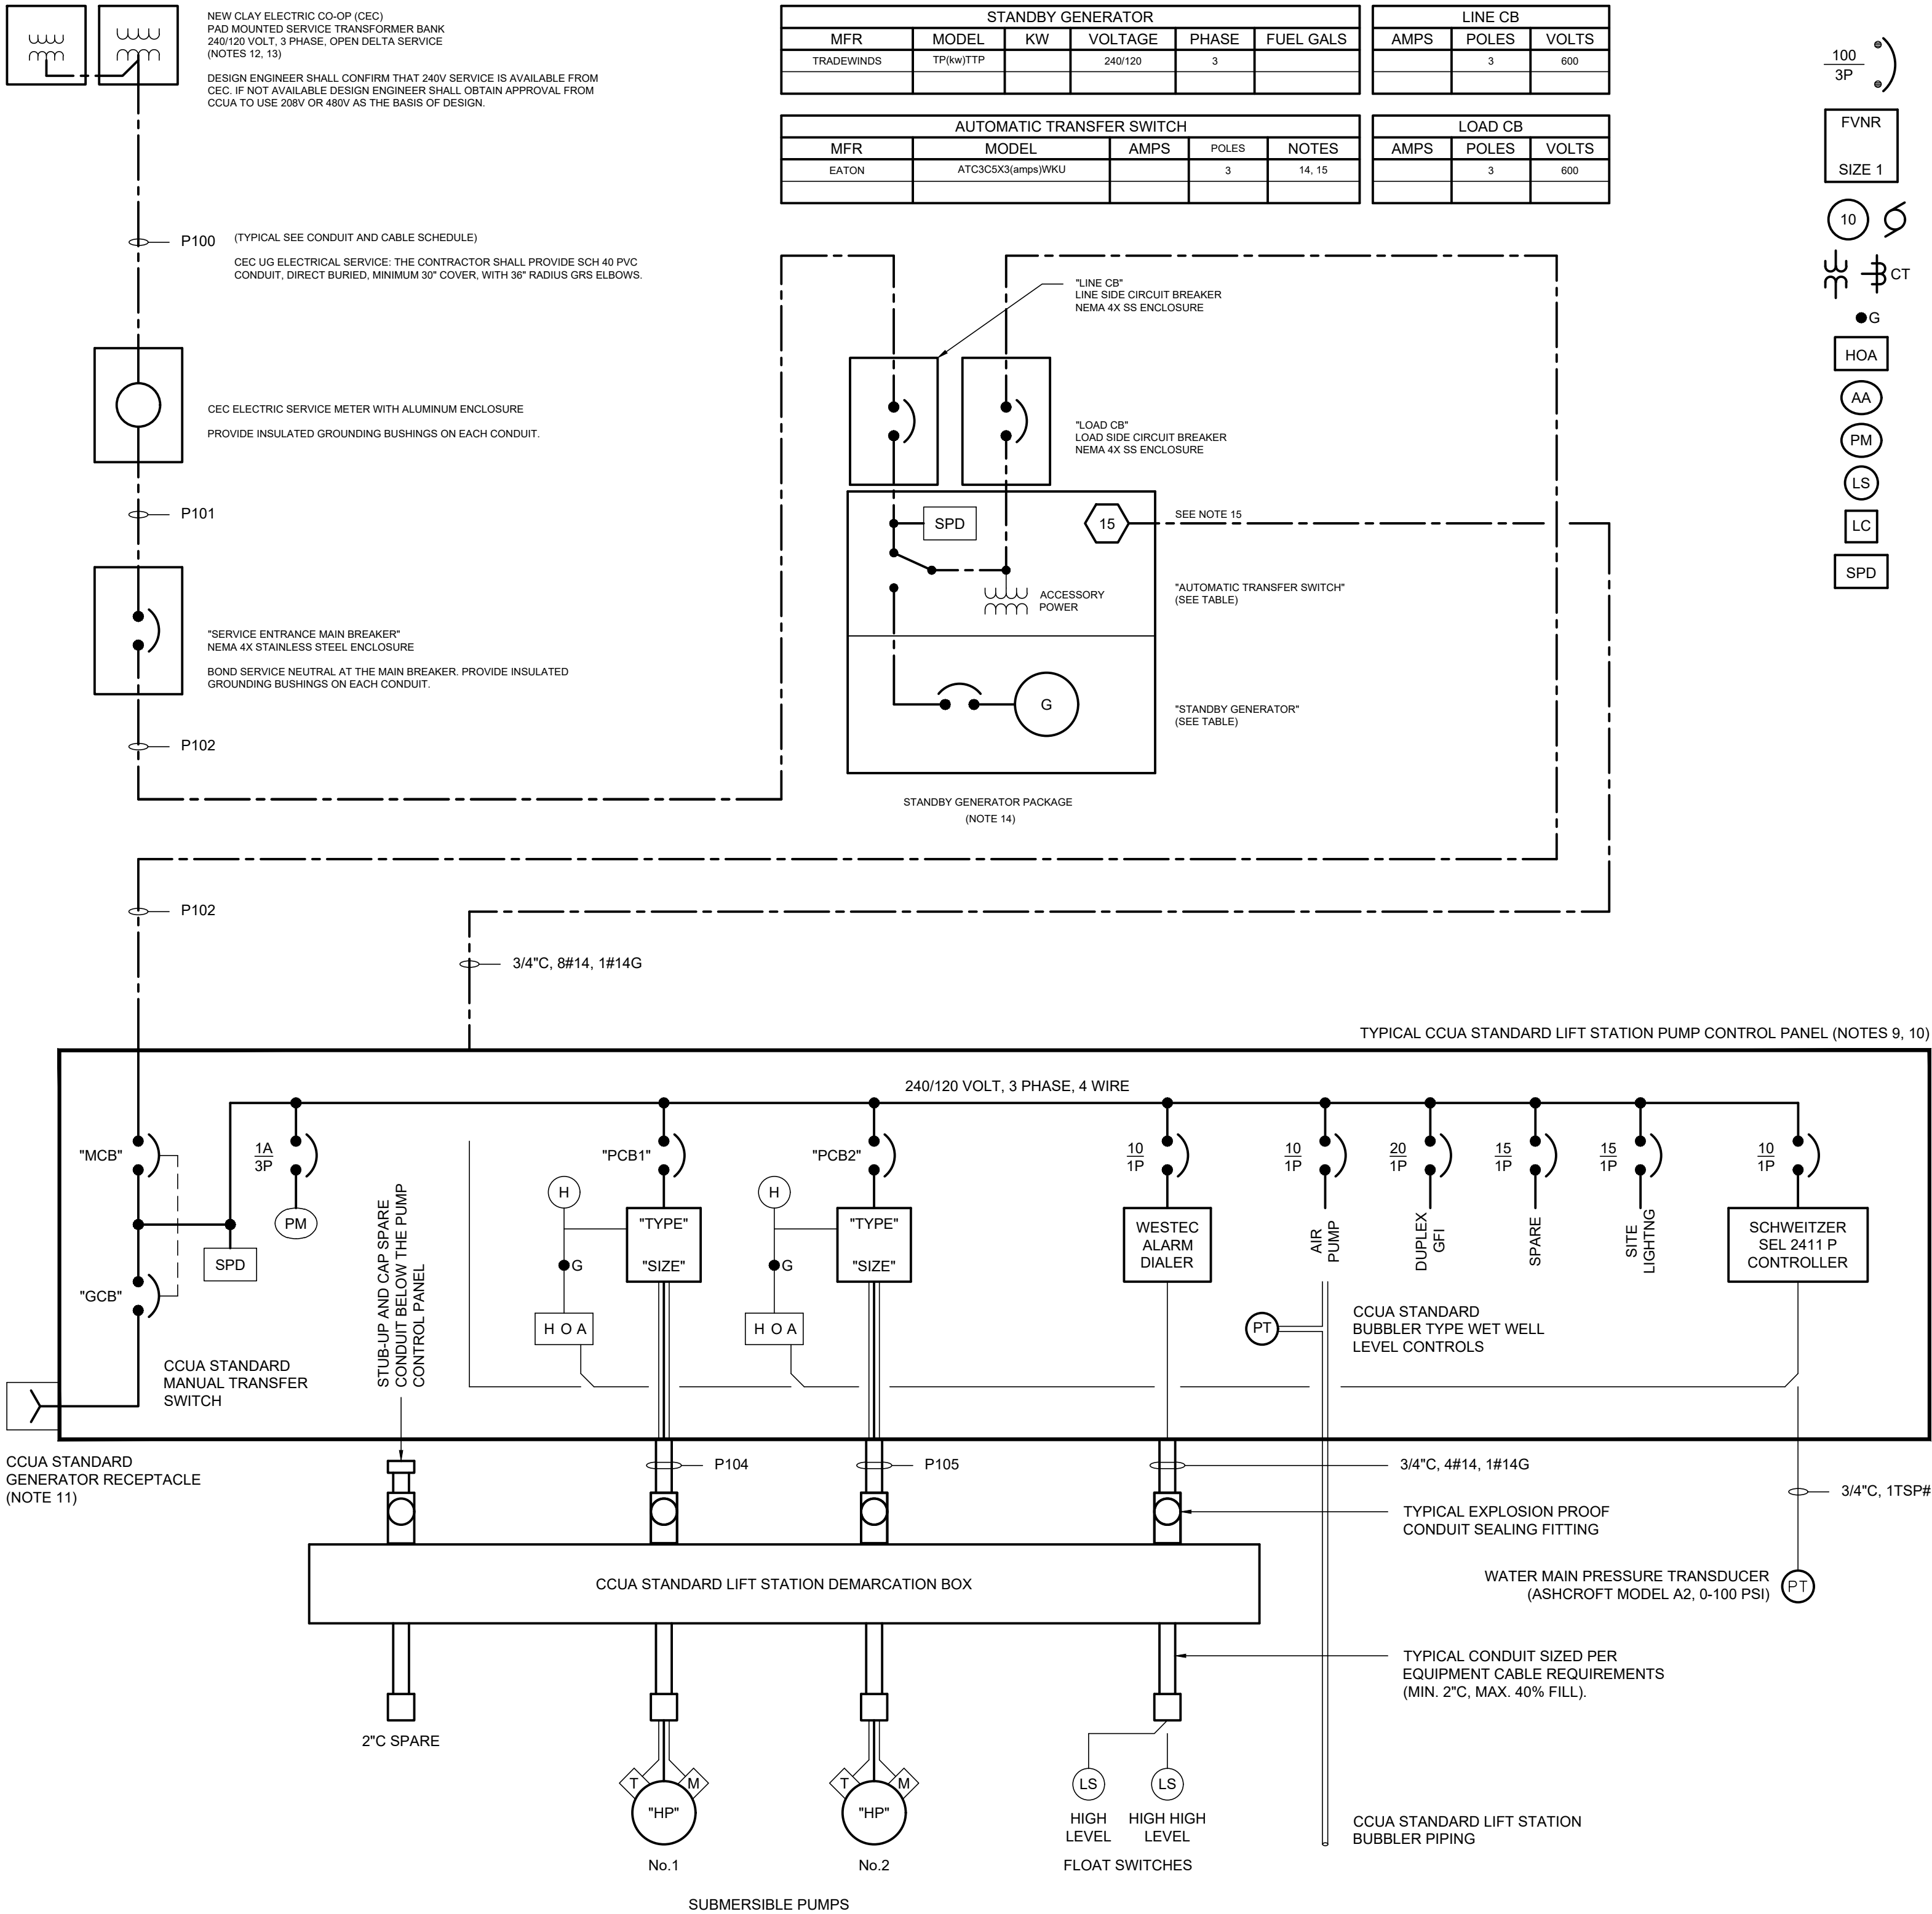 NEW CLAY ELECTRIC CO-OP (CEC)
PAD MOUNTED SERVICE TRANSFORMER BANK
240/120 VOLT, 3 PHASE, OPEN DELTA SERVICE
(NOTES 12, 13)
DESIGN ENGINEER SHALL CONFIRM THAT 240V SERVICE IS AVAILABLE FROM
CEC. IF NOT AVAILABLE DESIGN ENGINEER SHALL OBTAIN APPROVAL FROM
CCUA TO USE 208V OR 480V AS THE BASIS OF DESIGN.
STANDBY GENERATOR
MFR MODEL KW VOLTAGE PHASE FUEL GALS
TRADEWINDS TP(kw)TTP 240/120 3
LINE CB
AMPS POLES VOLTS
3 600
AUTOMATIC TRANSFER SWITCH
MFR MODEL AMPS POLES NOTES
EATON ATC3C5X3(amps)WKU 3 14, 15
LOAD CB
AMPS POLES VOLTS
3 600
100
3P
FVNR
SIZE 1
10
CT
G
HOA
AA
PM
LS
LC
SPD
P100
(TYPICAL SEE CONDUIT AND CABLE SCHEDULE)
CEC UG ELECTRICAL SERVICE: THE CONTRACTOR SHALL PROVIDE SCH 40 PVC
CONDUIT, DIRECT BURIED, MINIMUM 30" COVER, WITH 36" RADIUS GRS ELBOWS.
CEC ELECTRIC SERVICE METER WITH ALUMINUM ENCLOSURE
PROVIDE INSULATED GROUNDING BUSHINGS ON EACH CONDUIT.
P101
"SERVICE ENTRANCE MAIN BREAKER"
NEMA 4X STAINLESS STEEL ENCLOSURE
BOND SERVICE NEUTRAL AT THE MAIN BREAKER. PROVIDE INSULATED
GROUNDING BUSHINGS ON EACH CONDUIT.
P102
"LINE CB"
LINE SIDE CIRCUIT BREAKER
NEMA 4X SS ENCLOSURE
"LOAD CB"
LOAD SIDE CIRCUIT BREAKER
NEMA 4X SS ENCLOSURE
SPD
15
SEE NOTE 15
ACCESSORY
POWER
"AUTOMATIC TRANSFER SWITCH"
(SEE TABLE)
G
"STANDBY GENERATOR"
(SEE TABLE)
STANDBY GENERATOR PACKAGE
(NOTE 14)
P102
3/4"C, 8#14, 1#14G
TYPICAL CCUA STANDARD LIFT STATION PUMP CONTROL PANEL (NOTES 9, 10)
240/120 VOLT, 3 PHASE, 4 WIRE
"MCB"
"GCB"
SPD
1A
3P
PM
CCUA STANDARD
MANUAL TRANSFER
SWITCH
STUB-UP AND CAP SPARE
CONDUIT BELOW THE PUMP
CONTROL PANEL
"PCB1"
H
"TYPE"
"SIZE"
G
H O A
"PCB2"
H
"TYPE"
"SIZE"
G
H O A
10
1P
WESTEC
ALARM
DIALER
10
1P
AIR
PUMP
20
1P
DUPLEX
GFI
15
1P
SPARE
15
1P
SITE
LIGHTNG
10
1P
SCHWEITZER
SEL 2411 P
CONTROLLER
PT
CCUA STANDARD
BUBBLER TYPE WET WELL
LEVEL CONTROLS
CCUA STANDARD
GENERATOR RECEPTACLE
(NOTE 11)
P104
P105
3/4"C, 4#14, 1#14G
3/4"C, 1TSP#
TYPICAL EXPLOSION PROOF
CONDUIT SEALING FITTING
CCUA STANDARD LIFT STATION DEMARCATION BOX
WATER MAIN PRESSURE TRANSDUCER
(ASHCROFT MODEL A2, 0-100 PSI)
PT
TYPICAL CONDUIT SIZED PER
EQUIPMENT CABLE REQUIREMENTS
(MIN. 2"C, MAX. 40% FILL).
2"C SPARE
T
M
"HP"
No.1
T
M
"HP"
No.2
LS
HIGH
LEVEL
LS
HIGH HIGH
LEVEL
FLOAT SWITCHES
CCUA STANDARD LIFT STATION
BUBBLER PIPING
SUBMERSIBLE PUMPS